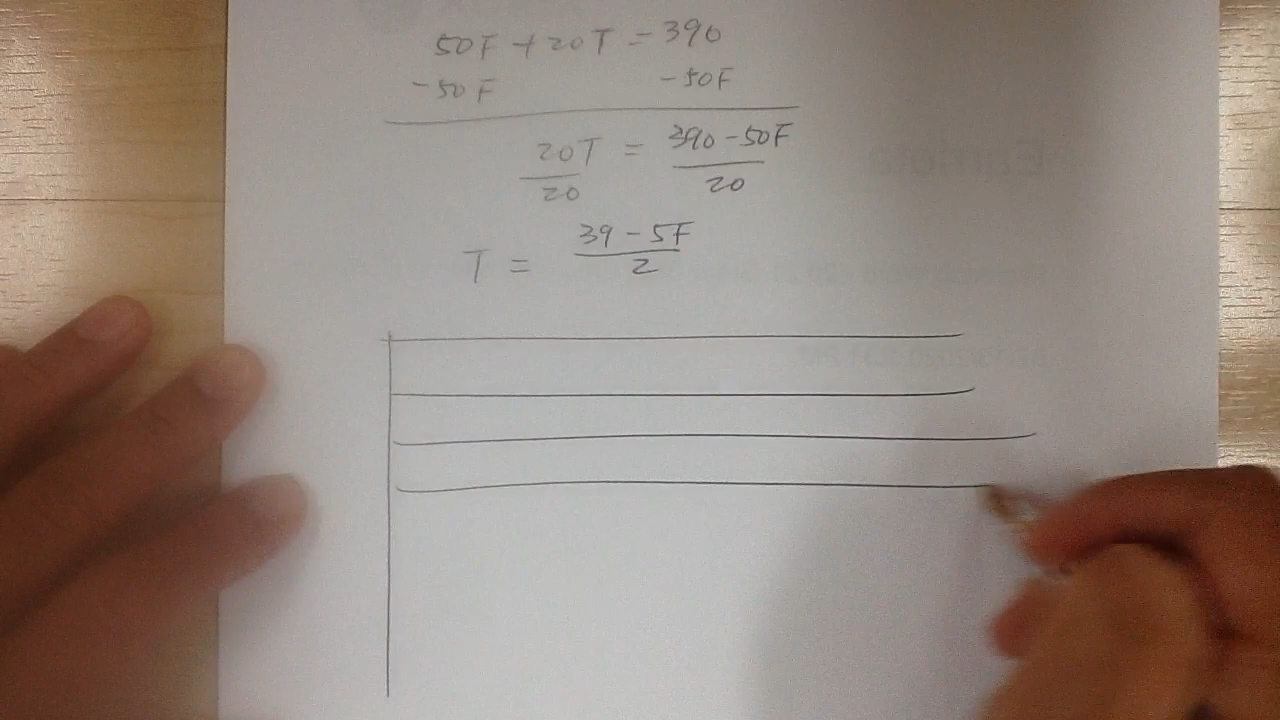 50F + 20T = 390
-50F -50F
20T = 390 - 50F
20 20
T = 39 - 5F
2